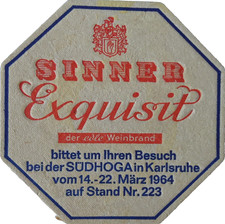 SINNER
Exquisit
der edle Weinbrand
bittet um Ihren Besuch
bei der SÜDHOGA in Karlsruhe
vom 14.-22. März 1964
auf Stand Nr. 223